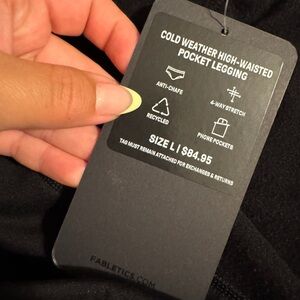 COLD WEATHER HIGH-WAISTED
POCKET LEGGING
ANTI-CHAFE
4-WAY STRETCH
RECYCLED
PHONE POCKETS
SIZE L | $84.95
TAG MUST REMAIN ATTACHED FOR EXCHANGES & RETURNS
FABLETICS.COM